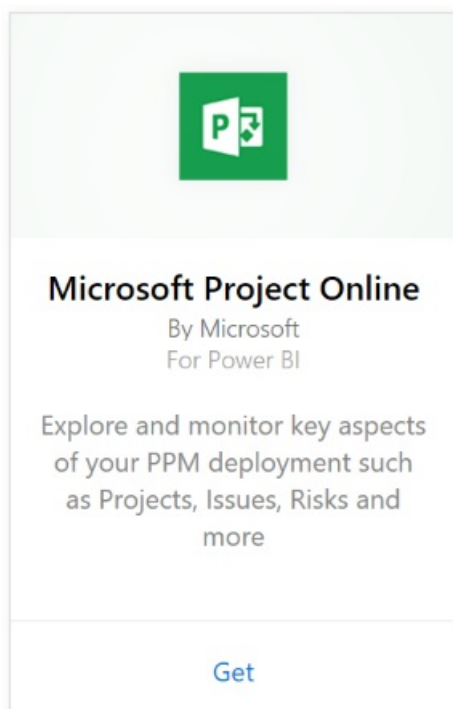 P
Microsoft Project Online
By Microsoft
For Power BI
Explore and monitor key aspects
of your PPM deployment such
as Projects, Issues, Risks and
more
Get